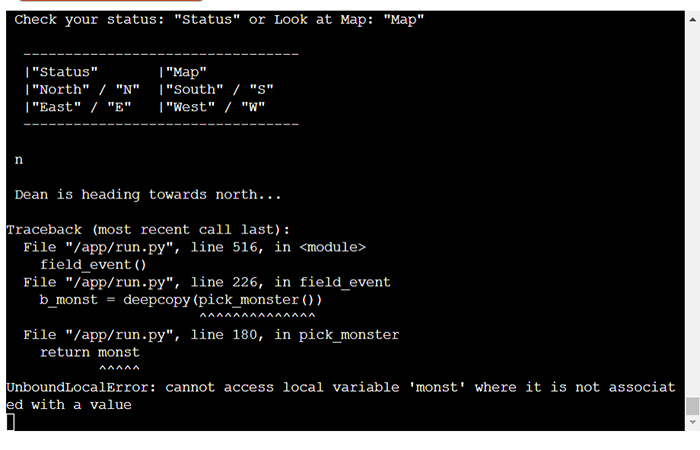 Check your status: "Status" or Look at Map: "Map"
---------------------------------
|"Status" |"Map"
|"North" / "N" |"South" / "S"
|"East" / "E" |"West" / "W"
---------------------------------
n
Dean is heading towards north...
Traceback (most recent call last):
File "/app/run.py", line 516, in <module>
field_event()
File "/app/run.py", line 226, in field_event
b_monst = deepcopy(pick_monster())
^^^^^^^^^^^^^^
File "/app/run.py", line 180, in pick_monster
return monst
^^^^^
UnboundLocalError: cannot access local variable 'monst' where it is not associat
ed with a value